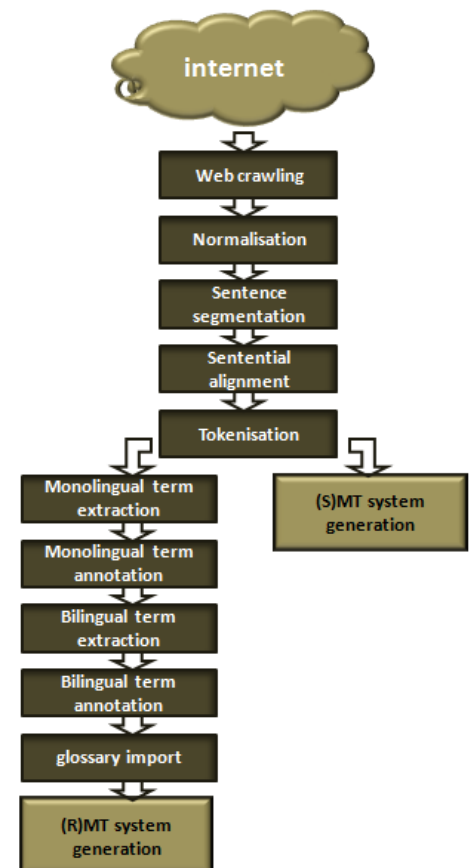 internet
Web crawling
Normalisation
Sentence
segmentation
Sentential
alignment
Tokenisation
Monolingual term
extraction
Monolingual term
annotation
Bilingual term
extraction
Bilingual term
annotation
glossary import
(R)MT system
generation
(S)MT system
generation